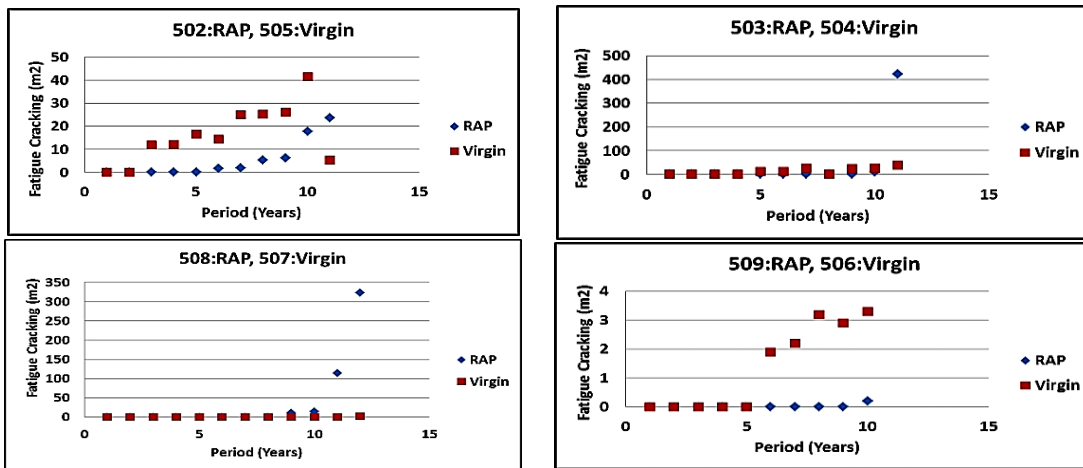 502:RAP, 505:Virgin
Fatigue Cracking (m2)
50
40
30
20
10
0
0 5 10 15
Period (Years)
RAP
Virgin
503:RAP, 504:Virgin
Fatigue Cracking (m2)
500
400
300
200
100
0
0 5 10 15
Period (Years)
RAP
Virgin
508:RAP, 507:Virgin
Fatigue Cracking (m2)
350
300
250
200
150
100
50
0
0 5 10 15
Period (Years)
RAP
Virgin
509:RAP, 506:Virgin
Fatigue Cracking (m2)
4
3
2
1
0
0 5 10 15
Period (Years)
RAP
Virgin